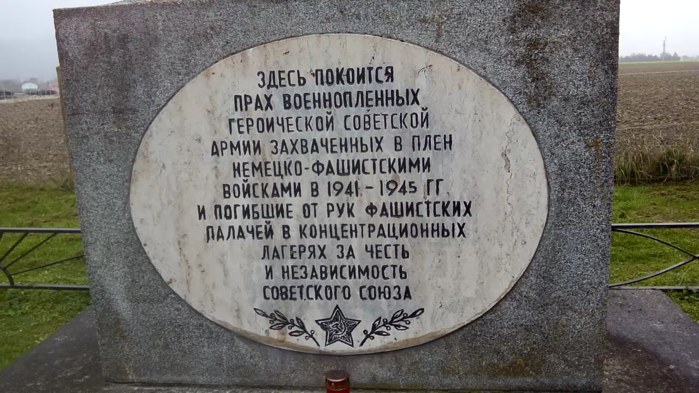 ЗДЕСЬ ПОКОИТСЯ
ПРАХ ВОЕННОПЛЕННЫХ
ГЕРОИЧЕСКОЙ СОВЕТСКОЙ
АРМИИ ЗАХВАЧЕННЫХ В ПЛЕН
НЕМЕЦКО-ФАШИСТСКИМИ
ВОЙСКАМИ В 1941-1945 ГГ.
И ПОГИБШИЕ ОТ РУК ФАШИСТСКИХ
ПАЛАЧЕЙ В КОНЦЕНТРАЦИОННЫХ
ЛАГЕРЯХ ЗА ЧЕСТЬ
И НЕЗАВИСИМОСТЬ
СОВЕТСКОГО СОЮЗА